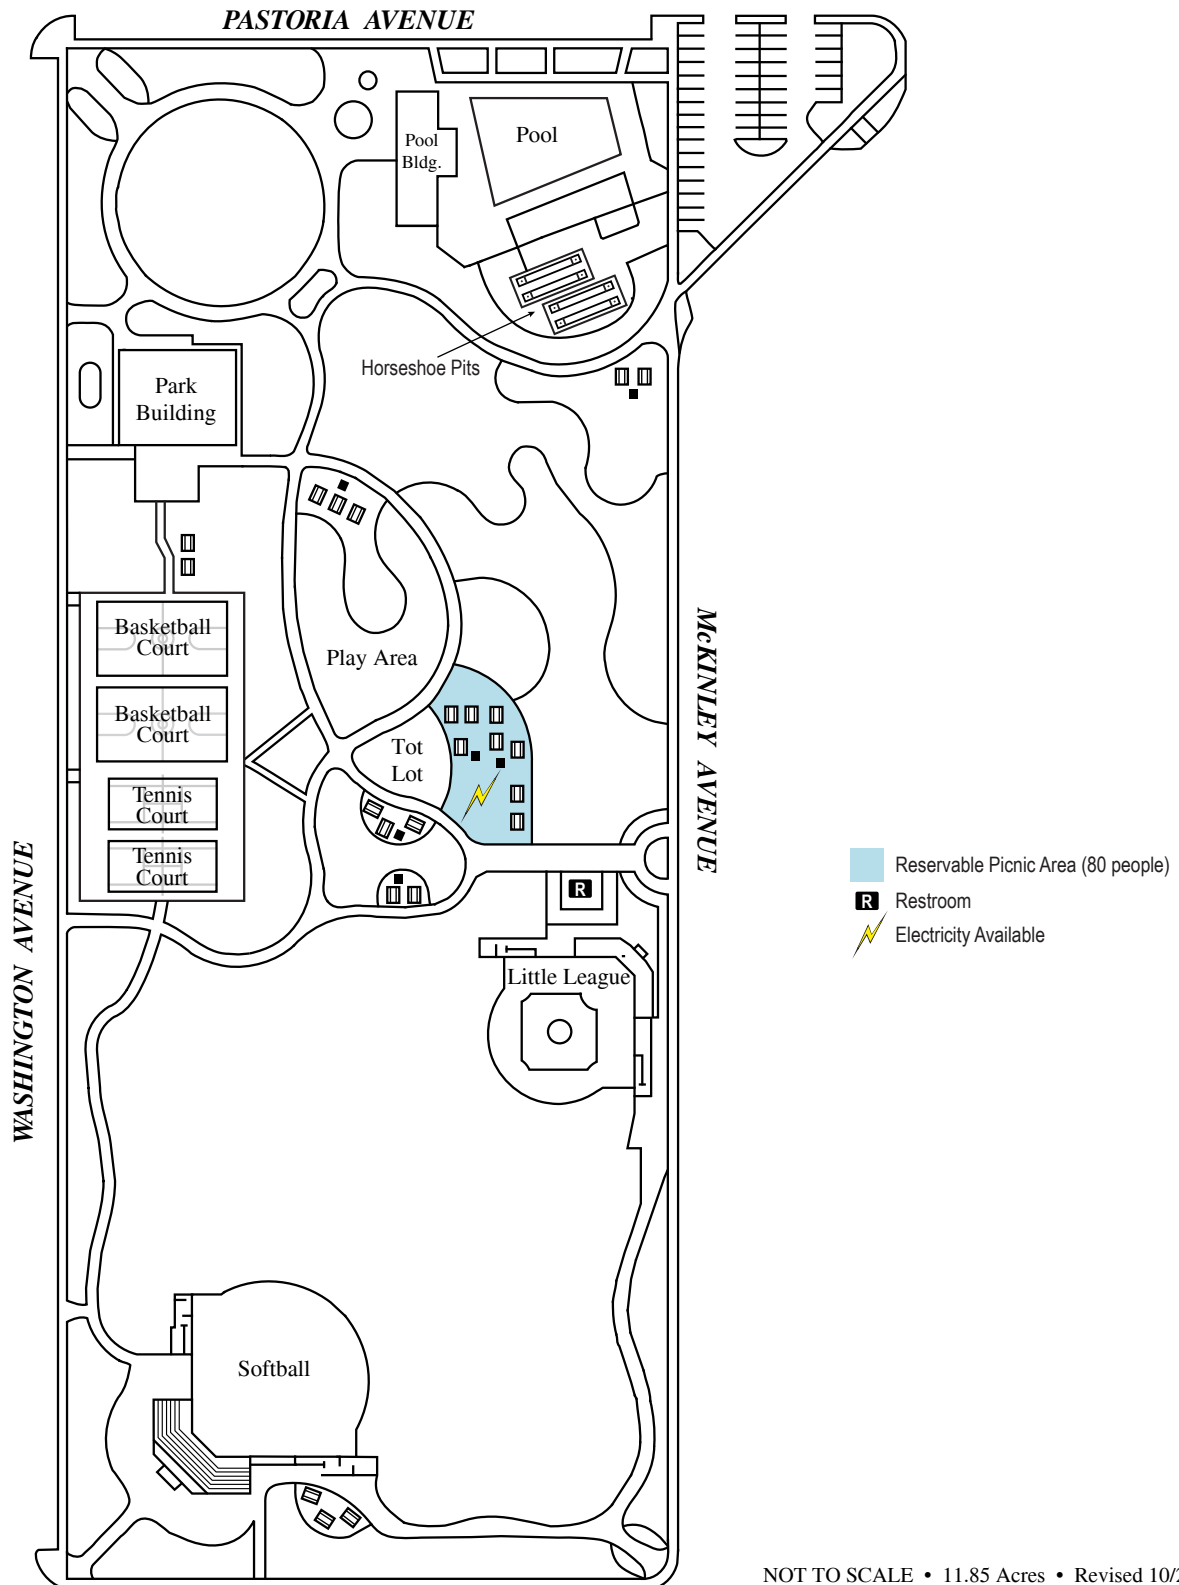 PASTORIA AVENUE
Pool
Bldg.
Pool
Horseshoe Pits
Park
Building
Basketball
Court
Play Area
Basketball
Court
Tot
Lot
Tennis
Court
Tennis
Court
McKINLEY AVENUE
WASHINGTON AVENUE
Reservable Picnic Area (80 people)
R
R Restroom
Electricity Available
Little League
Softball
NOT TO SCALE • 11.85 Acres • Revised 10/2